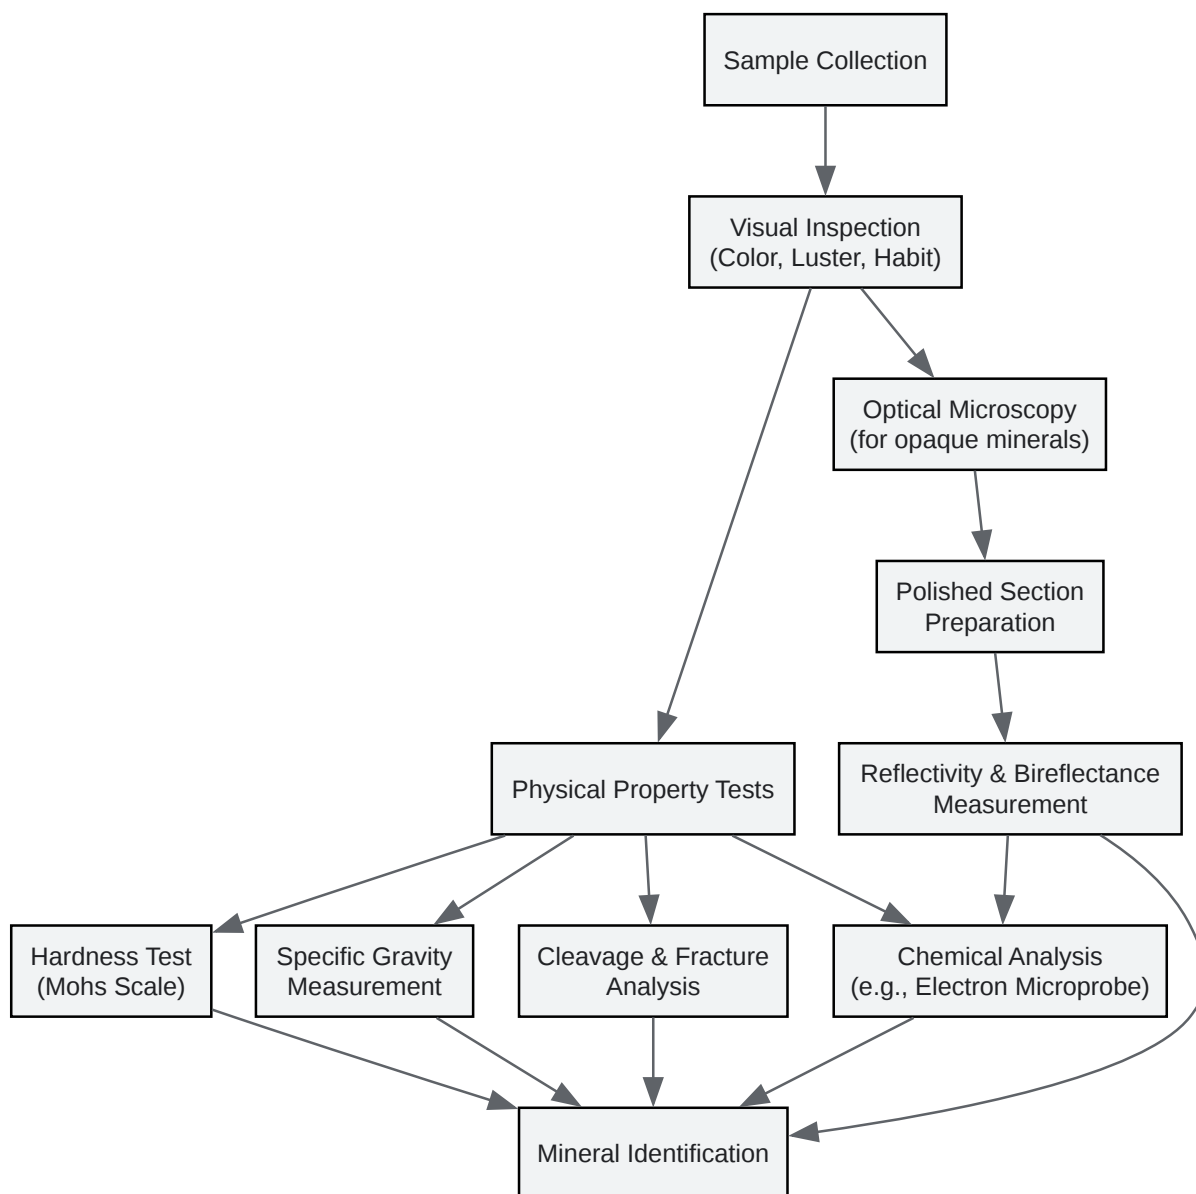 Sample Collection
Visual Inspection
(Color, Luster, Habit)
Optical Microscopy
(for opaque minerals)
Polished Section
Preparation
Physical Property Tests
Reflectivity & Bireflectance
Measurement
Hardness Test
(Mohs Scale)
Specific Gravity
Measurement
Cleavage & Fracture
Analysis
Chemical Analysis
(e.g., Electron Microprobe)
Mineral Identification